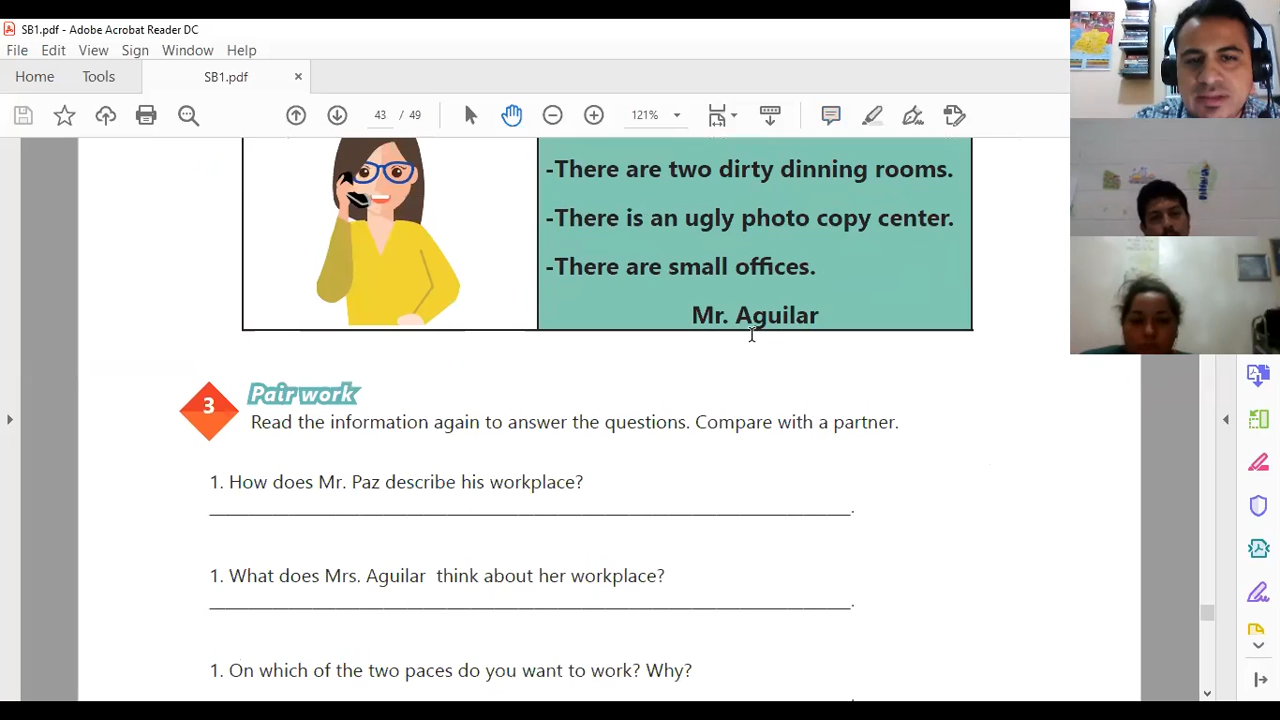 SB1.pdf - Adobe Acrobat Reader DC
File Edit View Sign Window Help
Home Tools SB1.pdf ×
43 / 49 121%
-There are two dirty dinning rooms.
-There is an ugly photo copy center.
-There are small offices.
Mr. Aguilar
3 Pair work
Read the information again to answer the questions. Compare with a partner.
1. How does Mr. Paz describe his workplace?
1. What does Mrs. Aguilar think about her workplace?
1. On which of the two paces do you want to work? Why?